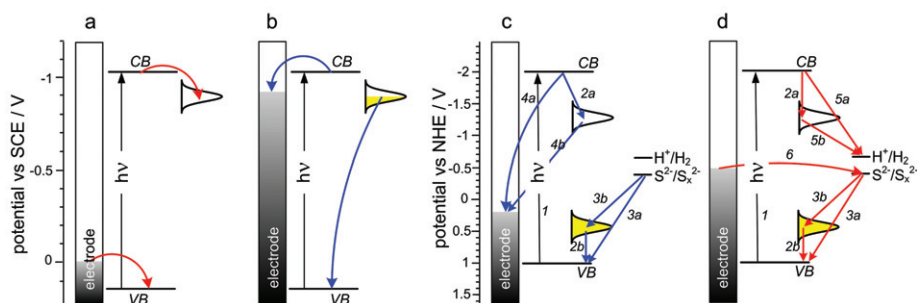 a
potential vs SCE / V
-1
-0.5
0
CB
hν
electrode
VB
b
CB
hν
electrode
VB
c
potential vs NHE / V
-2
-1.5
-1
-0.5
0
0.5
1
1.5
CB
4a
2a
4b
hν
H⁺/H₂
S²⁻/Sₓ²⁻
3b
3a
1
2b
electrode
VB
d
CB
2a
5a
5b
hν
6
H⁺/H₂
S²⁻/Sₓ²⁻
3b
3a
1
2b
electrode
VB